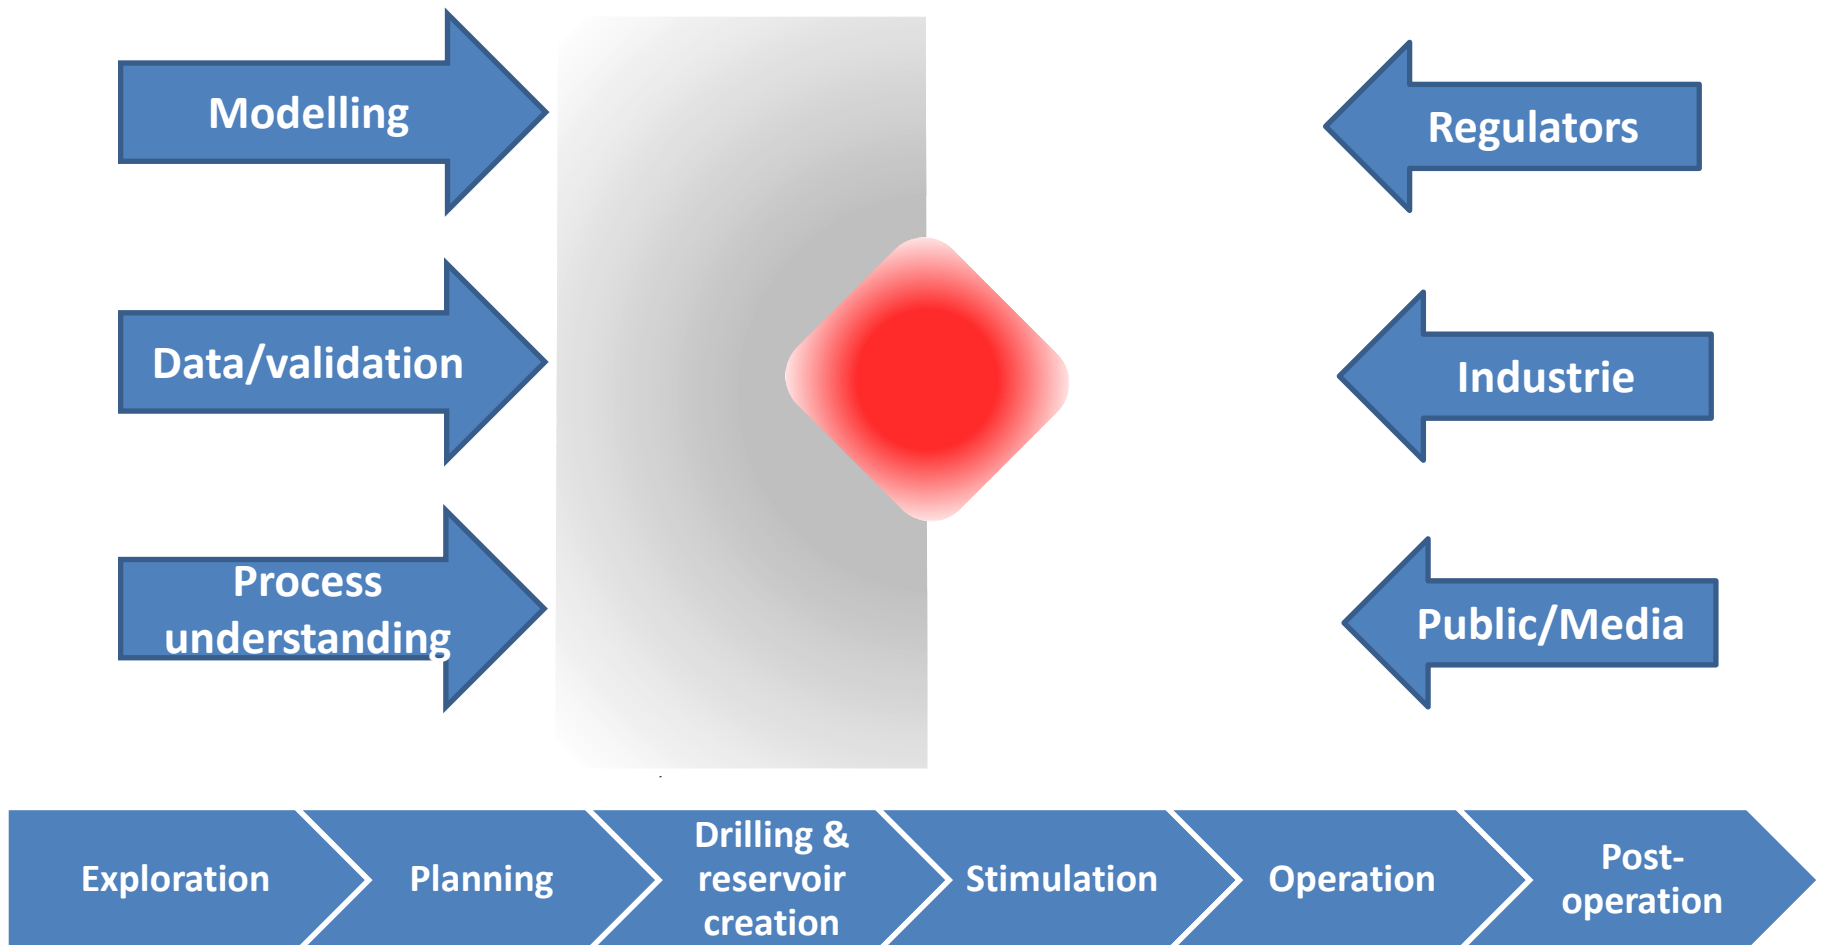 Modelling
Regulators
Data/validation
Industrie
Process
understanding
Public/Media
Exploration
Planning
Drilling &
reservoir
creation
Stimulation
Operation
Post-
operation